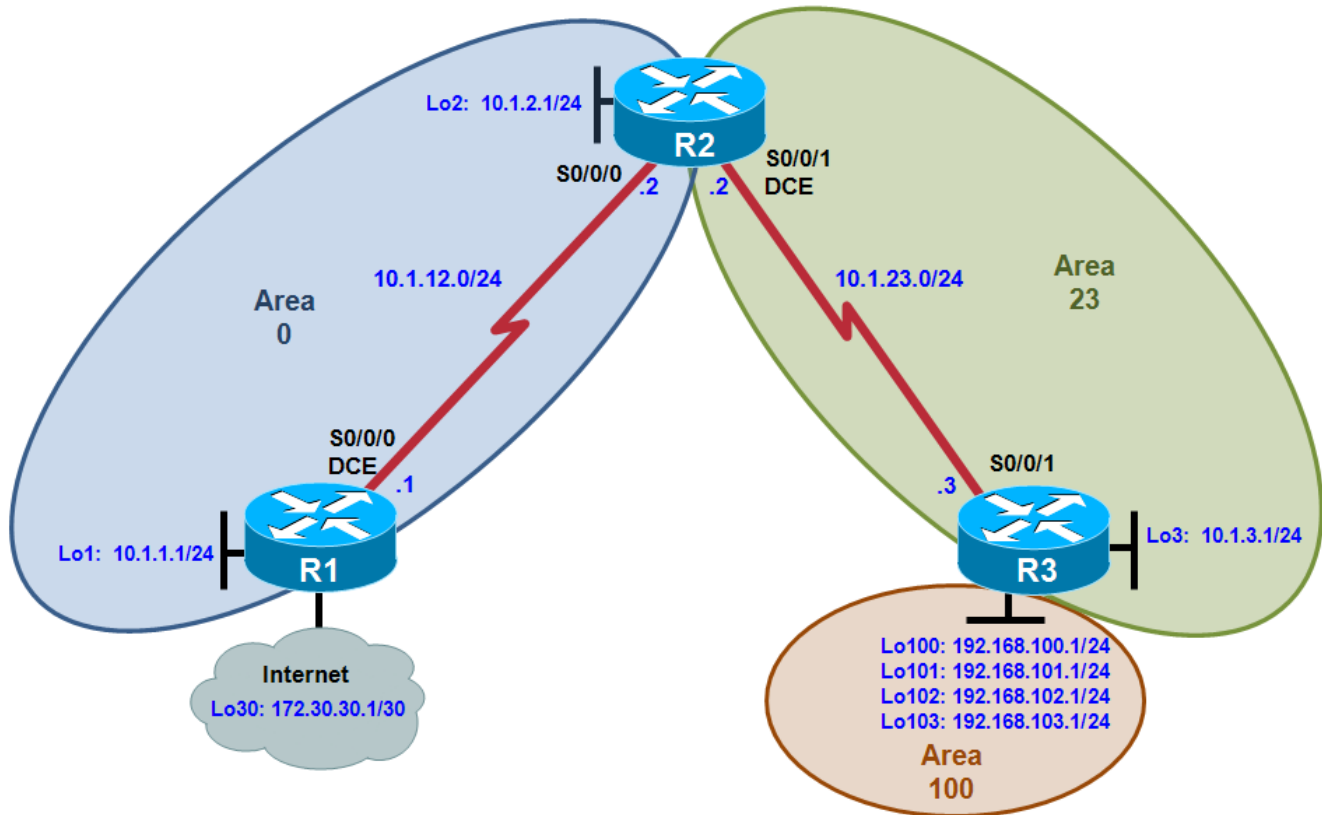 Lo2: 10.1.2.1/24
R2
S0/0/0
.2
.2
S0/0/1
DCE
10.1.12.0/24
10.1.23.0/24
Area
0
Area
23
S0/0/0
DCE
.1
S0/0/1
.3
Lo1: 10.1.1.1/24
R1
R3
Lo3: 10.1.3.1/24
Internet
Lo30: 172.30.30.1/30
Lo100: 192.168.100.1/24
Lo101: 192.168.101.1/24
Lo102: 192.168.102.1/24
Lo103: 192.168.103.1/24
Area
100